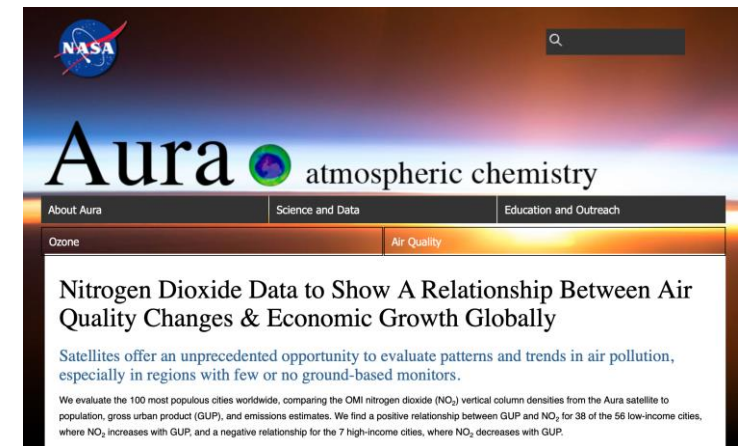 NASA
Aura atmospheric chemistry
About Aura Science and Data Education and Outreach
Ozone Air Quality
Nitrogen Dioxide Data to Show A Relationship Between Air
Quality Changes & Economic Growth Globally
Satellites offer an unprecedented opportunity to evaluate patterns and trends in air pollution,
especially in regions with few or no ground-based monitors.
We evaluate the 100 most populous cities worldwide, comparing the OMI nitrogen dioxide (NO₂) vertical column densities from the Aura satellite to
population, gross urban product (GUP), and emissions estimates. We find a positive relationship between GUP and NO₂ for 38 of the 56 low-income cities,
where NO₂ increases with GUP, and a negative relationship for the 7 high-income cities, where NO₂ decreases with GUP.